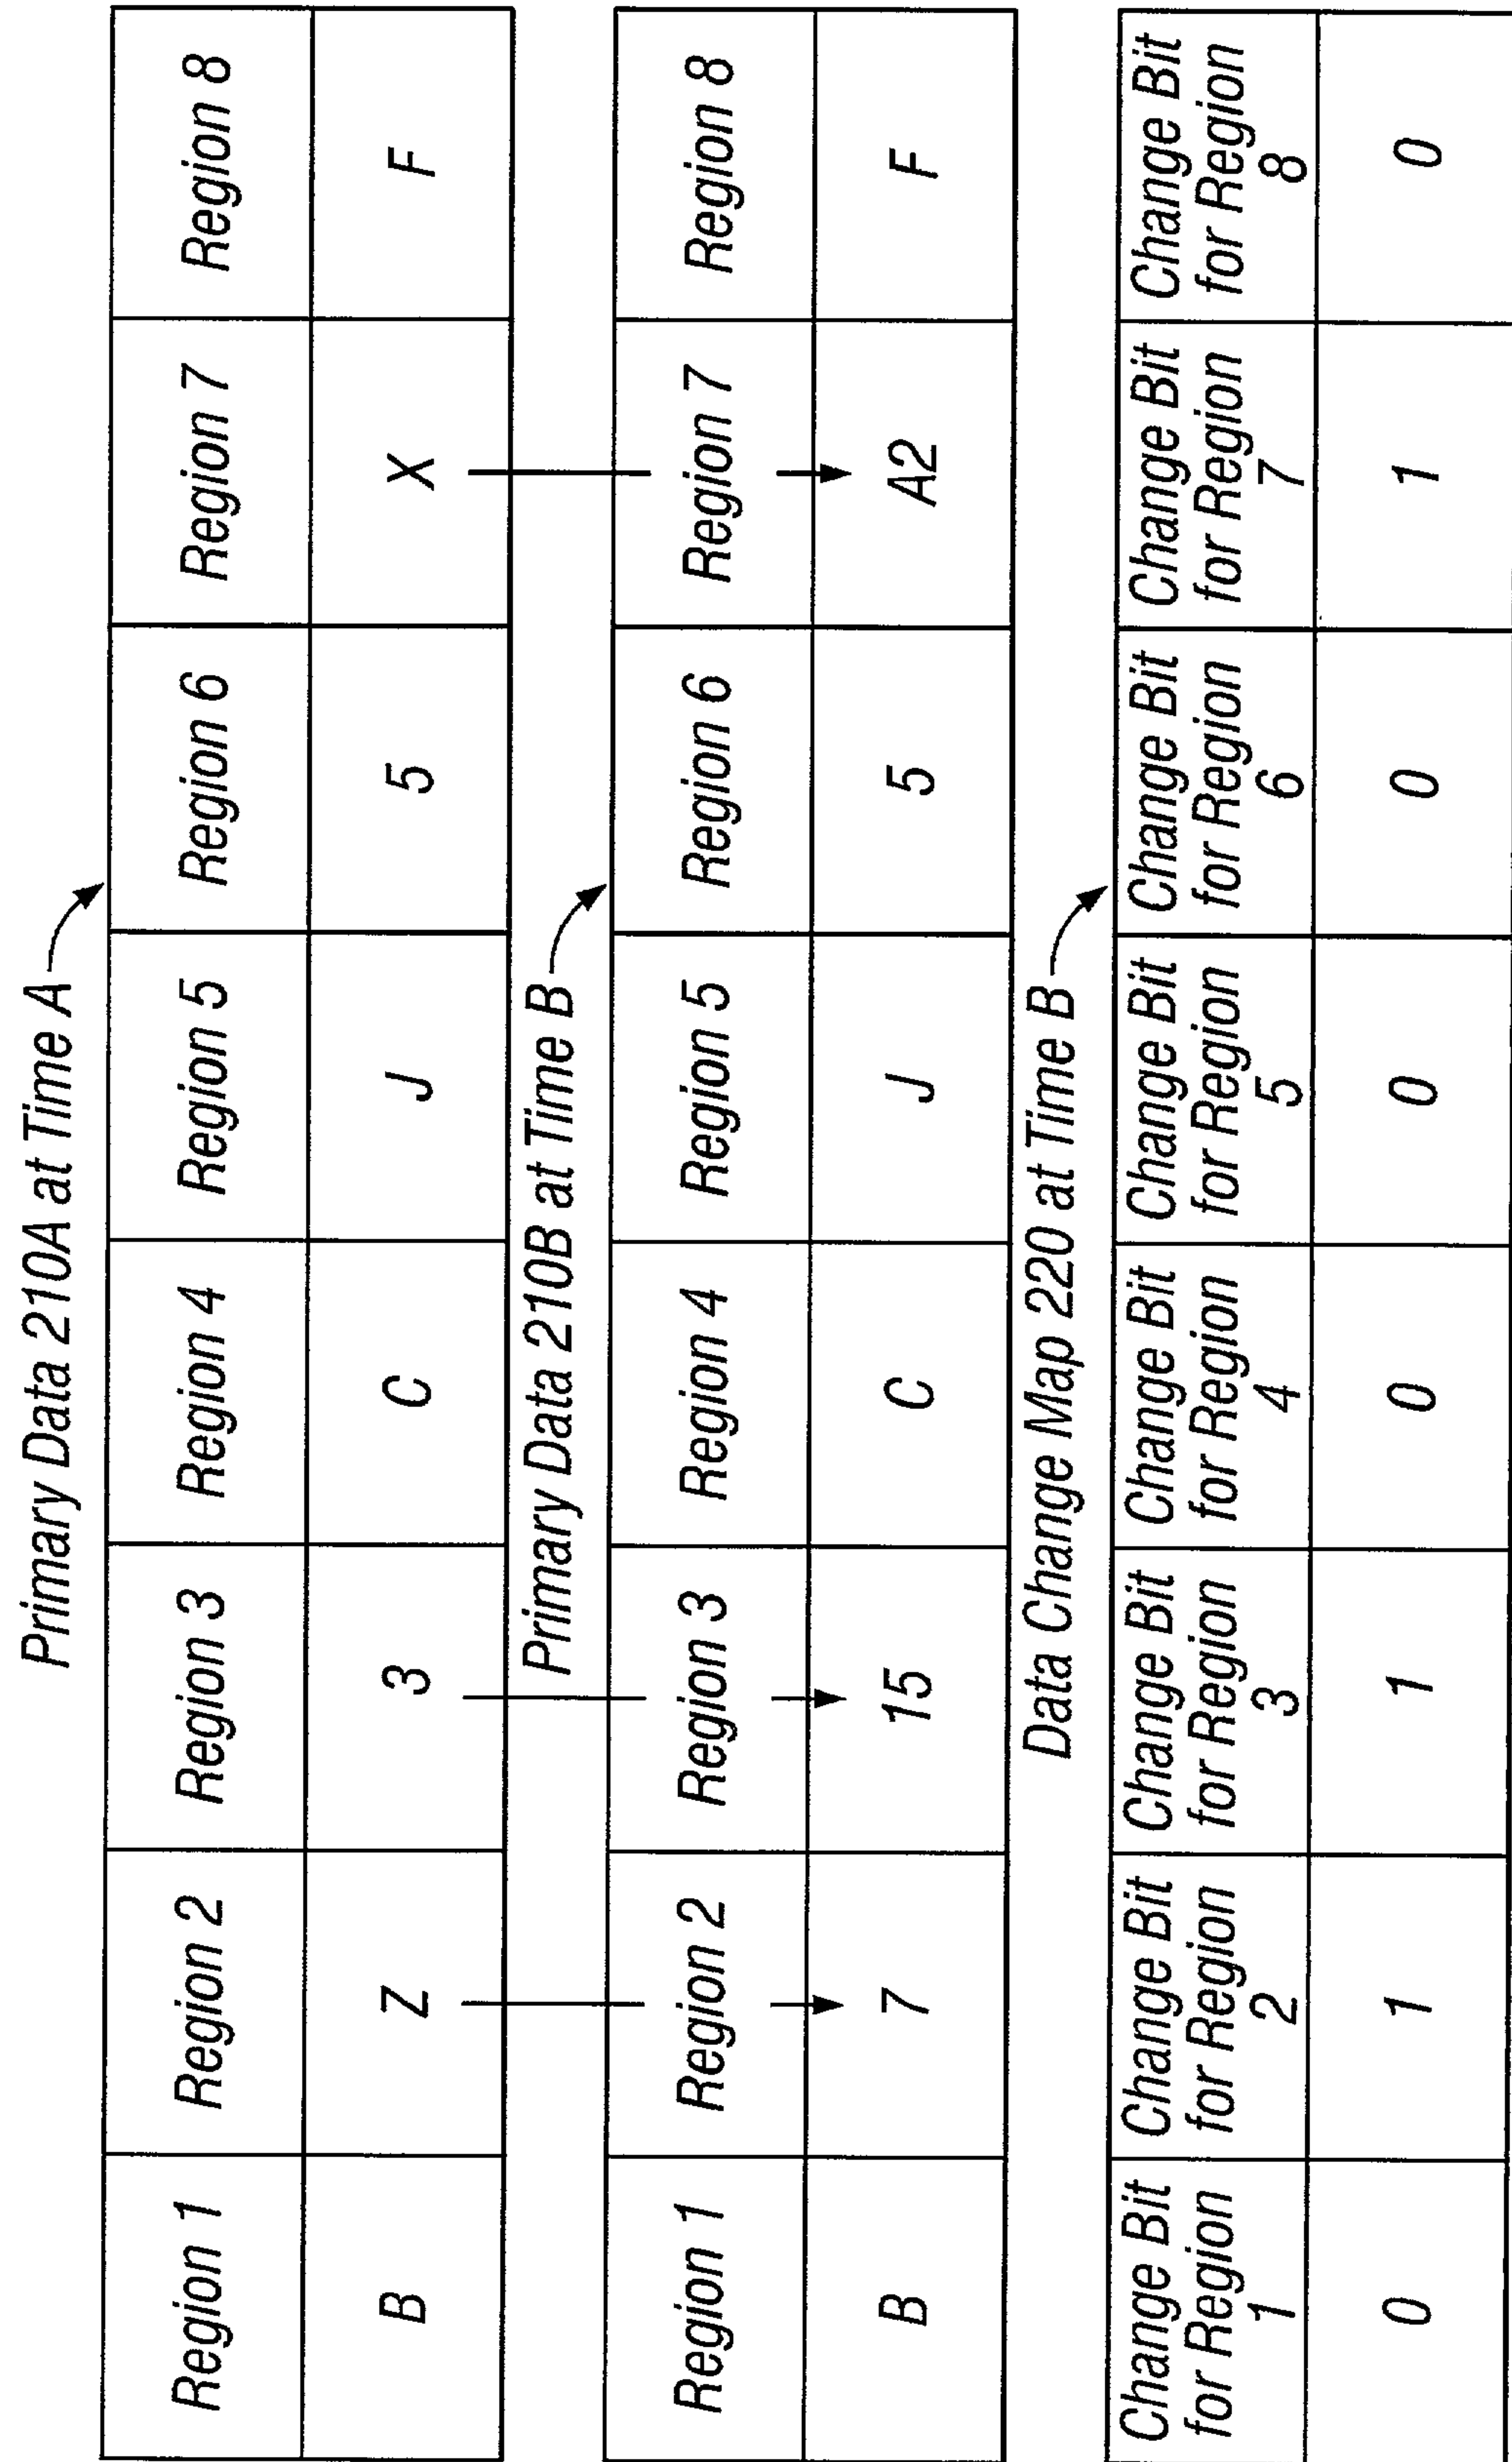 Primary Data 210A at Time A
Region 1 Region 2 Region 3 Region 4 Region 5 Region 6 Region 7 Region 8
B Z 3 C J 5 X F
Primary Data 210B at Time B
Region 1 Region 2 Region 3 Region 4 Region 5 Region 6 Region 7 Region 8
B 7 15 C J 5 A2 F
Data Change Map 220 at Time B
Change Bit Change Bit Change Bit Change Bit Change Bit Change Bit Change Bit Change Bit
for Region for Region for Region for Region for Region for Region for Region for Region
1 2 3 4 5 6 7 8
0 1 1 0 0 0 1 0